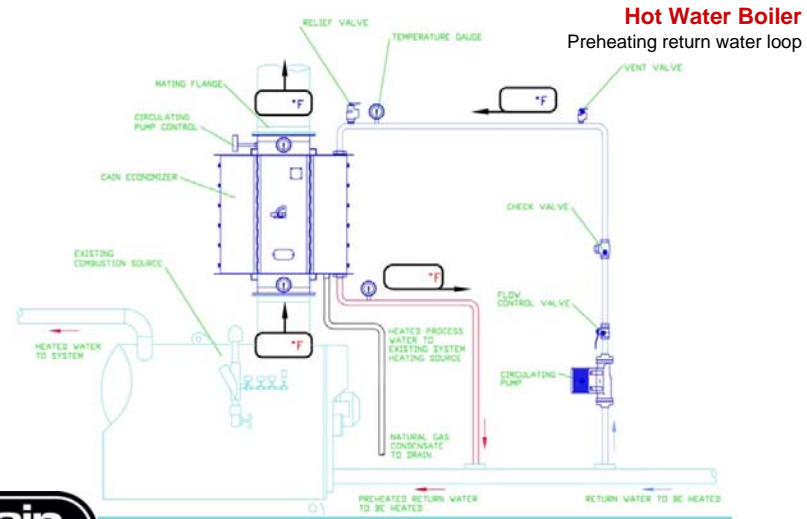 Hot Water Boiler
Preheating return water loop
RELIEF VALVE
TEMPERATURE GAUGE
VENT VALVE
MATING FLANGE
°F
°F
CIRCULATING
PUMP CONTROL
CAIN ECONOMIZER
CHECK VALVE
EXISTING
COMBUSTION SOURCE
°F
FLOW
CONTROL VALVE
HEATED WATER
TO SYSTEM
°F
HEATED PROCESS
WATER TO
EXISTING SYSTEM
HEATING SOURCE
CIRCULATING
PUMP
NATURAL GAS
CONDENSATE
TO DRAIN
PREHEATED RETURN WATER
TO BE HEATED
RETURN WATER TO BE HEATED